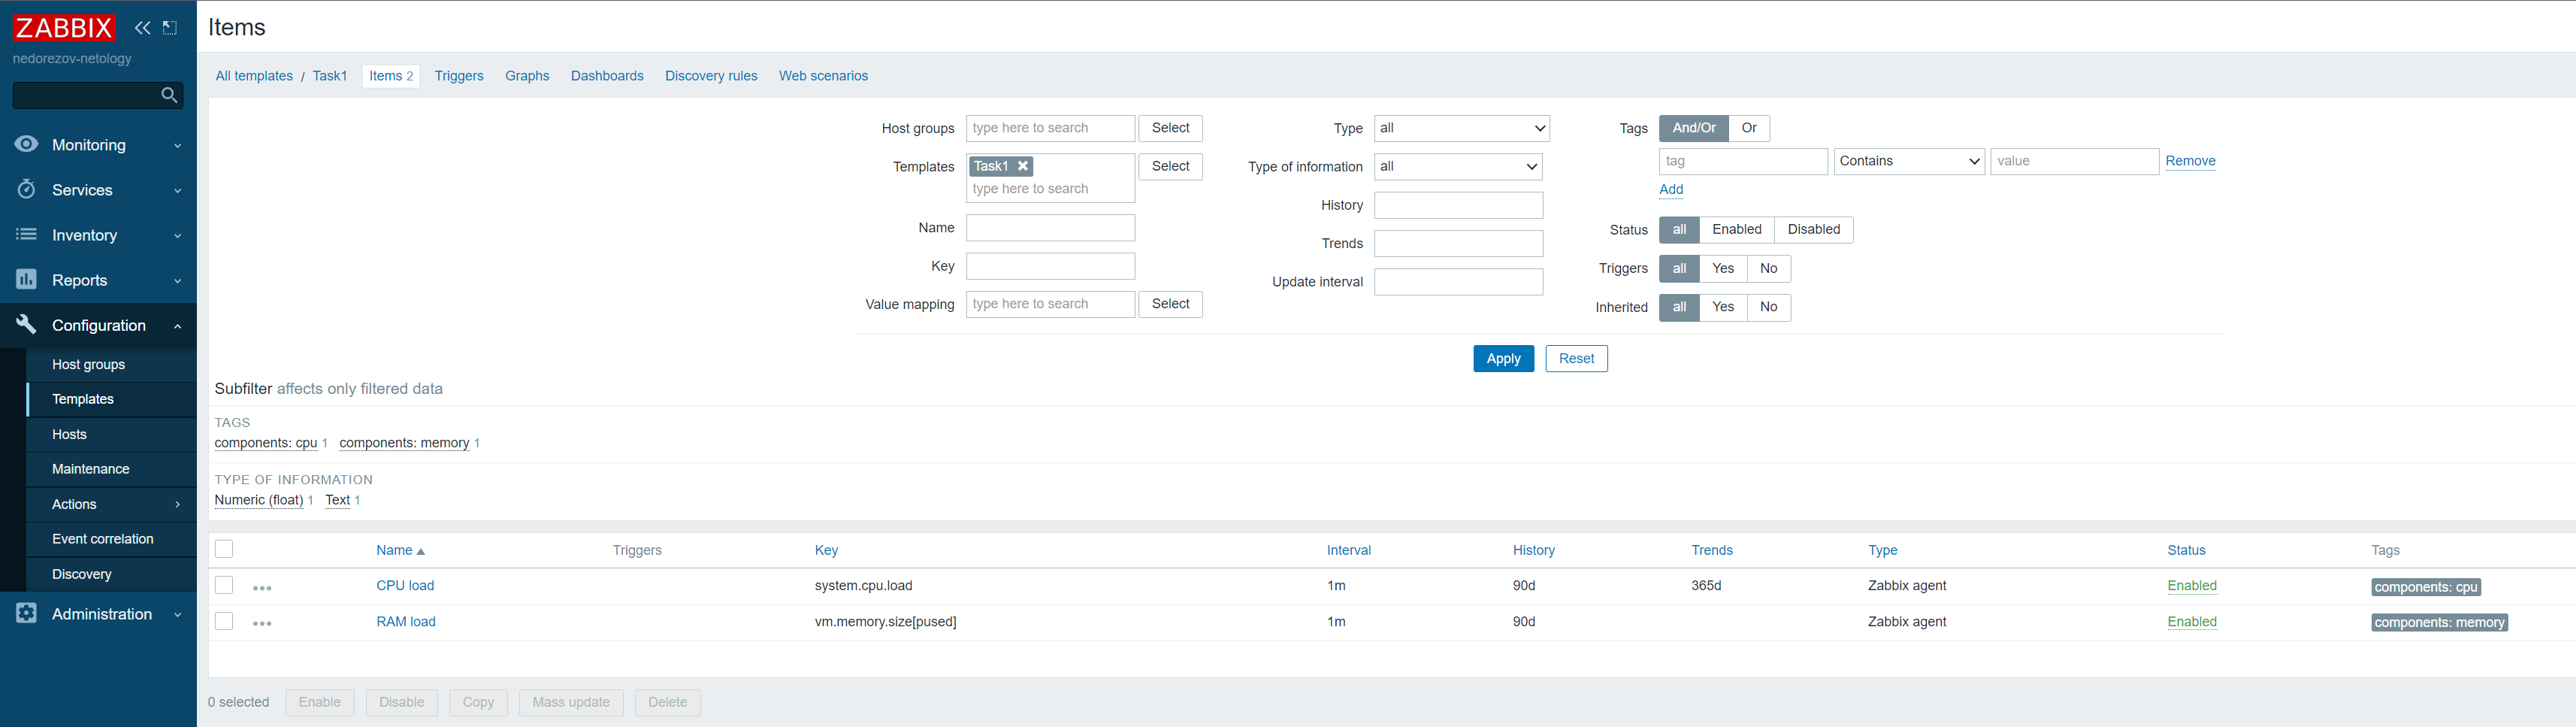 ZABBIX
nedorezov-netology
Monitoring
Services
Inventory
Reports
Configuration
Host groups
Templates
Hosts
Maintenance
Actions
Event correlation
Discovery
Administration
Items
All templates / Task1 Items 2 Triggers Graphs Dashboards Discovery rules Web scenarios
Host groups type here to search Select
Templates Task1 Select
type here to search
Name
Key
Value mapping type here to search Select
Type all
Type of information all
History
Trends
Update interval
Tags And/Or Or
tag Contains value Remove
Add
Status all Enabled Disabled
Triggers all Yes No
Inherited all Yes No
Apply Reset
Subfilter affects only filtered data
TAGS
components: cpu 1 components: memory 1
TYPE OF INFORMATION
Numeric (float) 1 Text 1
Name Triggers Key Interval History Trends Type Status Tags
CPU load system.cpu.load 1m 90d 365d Zabbix agent Enabled components: cpu
RAM load vm.memory.size[pused] 1m 90d Zabbix agent Enabled components: memory
0 selected Enable Disable Copy Mass update Delete